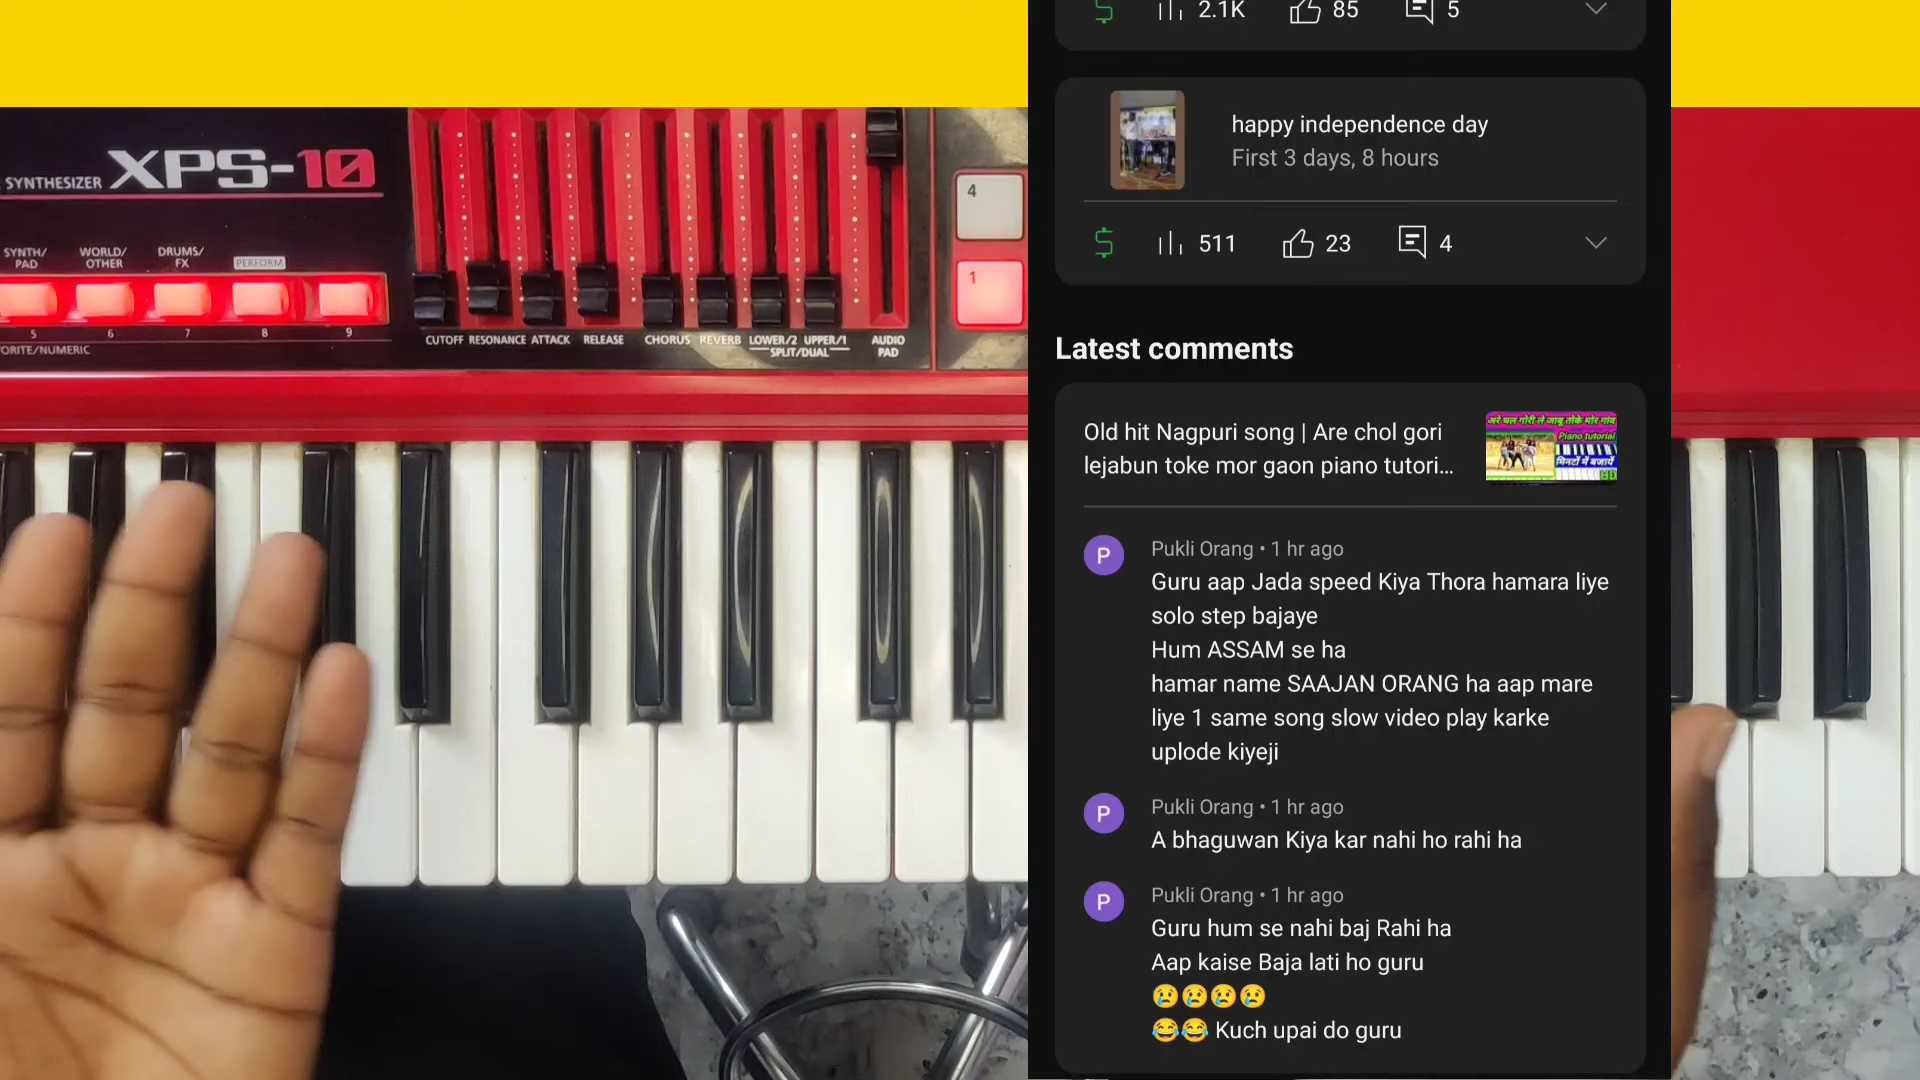 SYNTHESIZER XPS-10
SYNTH/
PAD
WORLD/
OTHER
DRUMS/
FX
PERFORM
5 6 7 8 9
ORITE/NUMERIC
CUTOFF RESONANCE ATTACK RELEASE CHORUS REVERB LOWER/2 UPPER/1
SPLIT/DUAL
AUDIO
PAD
4
1
2.1K 85 5
happy independence day
First 3 days, 8 hours
511 23 4
Latest comments
Old hit Nagpuri song | Are chol gori
lejabun toke mor gaon piano tutori...
अरे चल गोरी ले जाबू तोके मोर गांव
Piano tutorial
मिनटों में बजायें
HD
P
Pukli Orang • 1 hr ago
Guru aap Jada speed Kiya Thora hamara liye
solo step bajaye
Hum ASSAM se ha
hamar name SAAJAN ORANG ha aap mare
liye 1 same song slow video play karke
uplode kiyeji
P
Pukli Orang • 1 hr ago
A bhaguwan Kiya kar nahi ho rahi ha
P
Pukli Orang • 1 hr ago
Guru hum se nahi baj Rahi ha
Aap kaise Baja lati ho guru
😢😢😢😢
😂😂 Kuch upai do guru